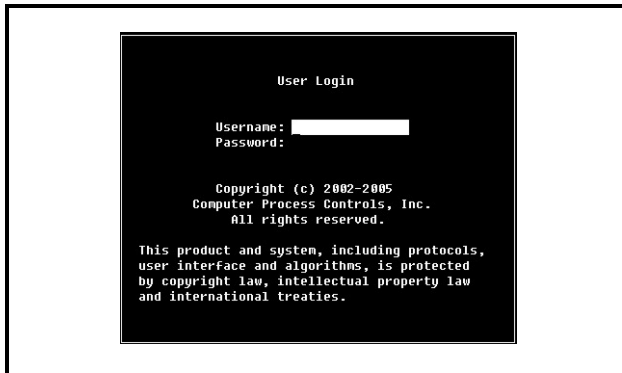 User Login
Username:
Password:
Copyright (c) 2002-2005
Computer Process Controls, Inc.
All rights reserved.
This product and system, including protocols,
user interface and algorithms, is protected
by copyright law, intellectual property law
and international treaties.